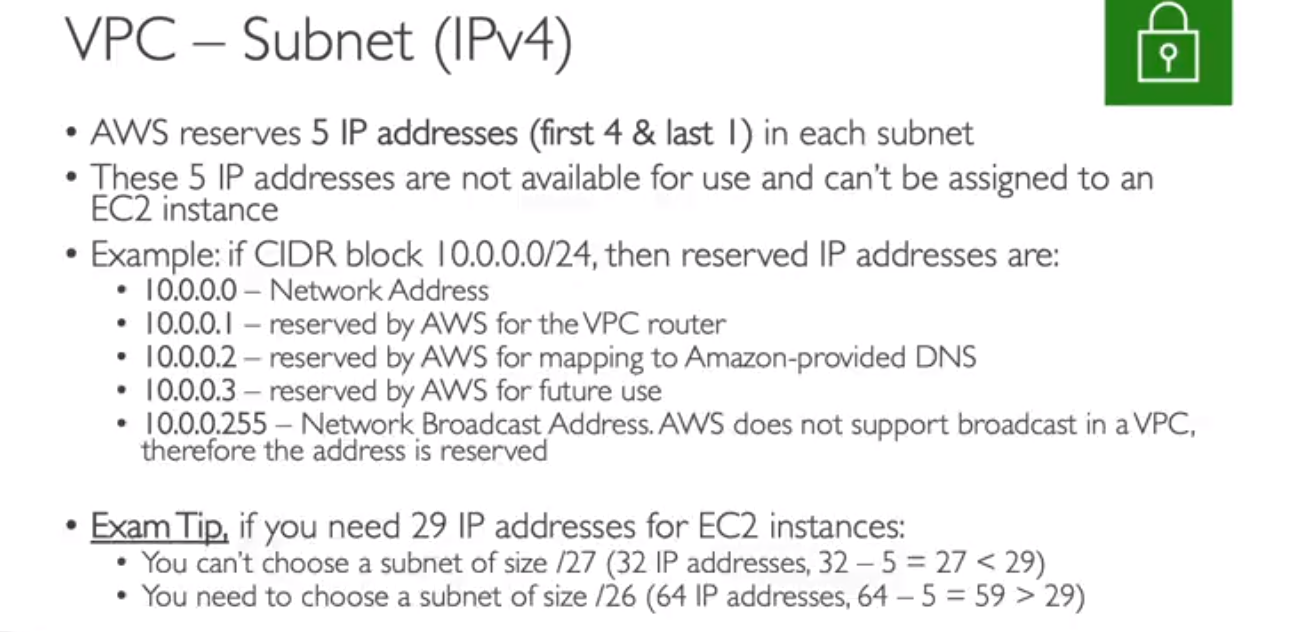 VPC – Subnet (IPv4)
• AWS reserves 5 IP addresses (first 4 & last 1) in each subnet
• These 5 IP addresses are not available for use and can't be assigned to an
EC2 instance
• Example: if CIDR block 10.0.0.0/24, then reserved IP addresses are:
• 10.0.0.0 – Network Address
• 10.0.0.1 – reserved by AWS for the VPC router
• 10.0.0.2 – reserved by AWS for mapping to Amazon-provided DNS
• 10.0.0.3 – reserved by AWS for future use
• 10.0.0.255 – Network Broadcast Address. AWS does not support broadcast in a VPC,
therefore the address is reserved
• Exam Tip, if you need 29 IP addresses for EC2 instances:
• You can't choose a subnet of size /27 (32 IP addresses, 32 – 5 = 27 < 29)
• You need to choose a subnet of size /26 (64 IP addresses, 64 – 5 = 59 > 29)